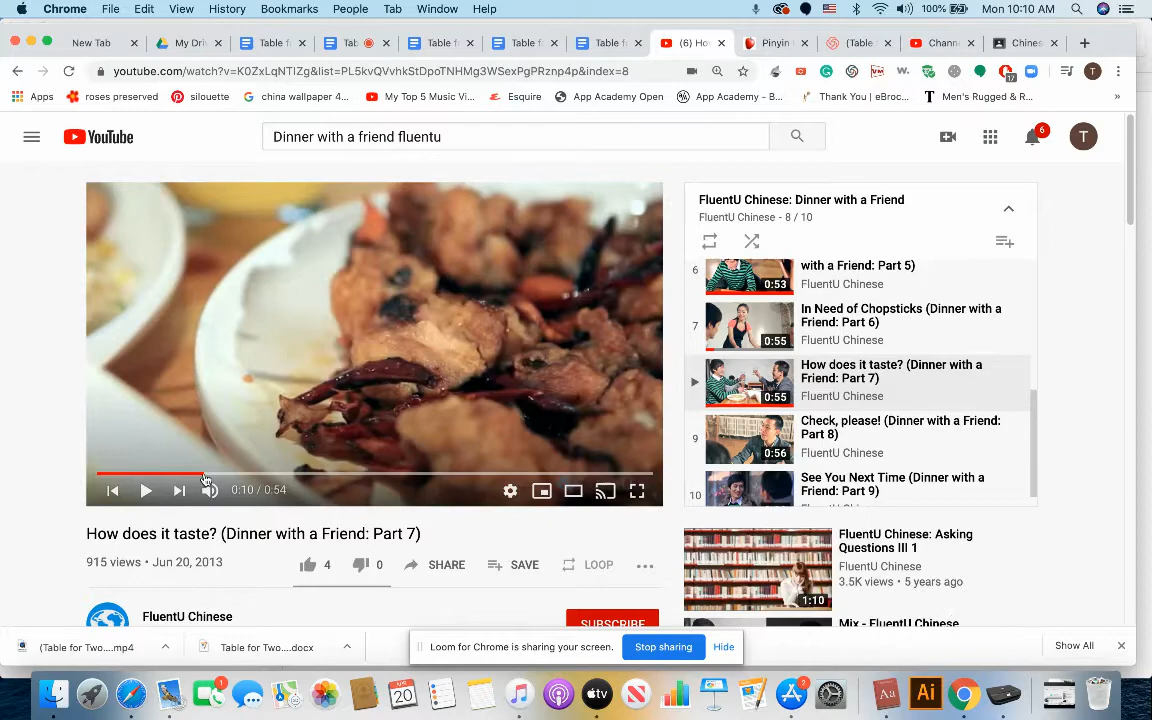 Chrome File Edit View History Bookmarks People Tab Window Help 100% Mon 10:10 AM
New Tab My Driv Table f Tab Table f Table f Table f (6) Ho Pinyin t (Table Chann Chines
youtube.com/watch?v=K0ZxLqNTIZg&list=PL5kvQVvhkStDpoTNHMg3WSexPgPRznp4p&index=8
17 T
Apps roses preserved silouette china wallpaper 4... My Top 5 Music Vi... Esquire App Academy Open App Academy - B... Thank You | eBroc... Men's Rugged & R... »
YouTube
Dinner with a friend fluentu
6 T
FluentU Chinese: Dinner with a Friend
FluentU Chinese - 8 / 10
6 with a Friend: Part 5)
0:53 FluentU Chinese
7 In Need of Chopsticks (Dinner with a
Friend: Part 6)
0:55 FluentU Chinese
How does it taste? (Dinner with a
Friend: Part 7)
0:55 FluentU Chinese
9 Check, please! (Dinner with a Friend:
Part 8)
0:56 FluentU Chinese
10 See You Next Time (Dinner with a
Friend: Part 9)
0:10 / 0:54
How does it taste? (Dinner with a Friend: Part 7)
915 views • Jun 20, 2013
4 0 SHARE SAVE LOOP
FluentU Chinese
SUBSCRIBE
FluentU Chinese: Asking
Questions III 1
FluentU Chinese
3.5K views • 5 years ago
1:10
Mix - FluentU Chinese
(Table for Two....mp4 Table for Two....docx
Loom for Chrome is sharing your screen. Stop sharing Hide
Show All
1 APR 20 tv 2 Aa Ai